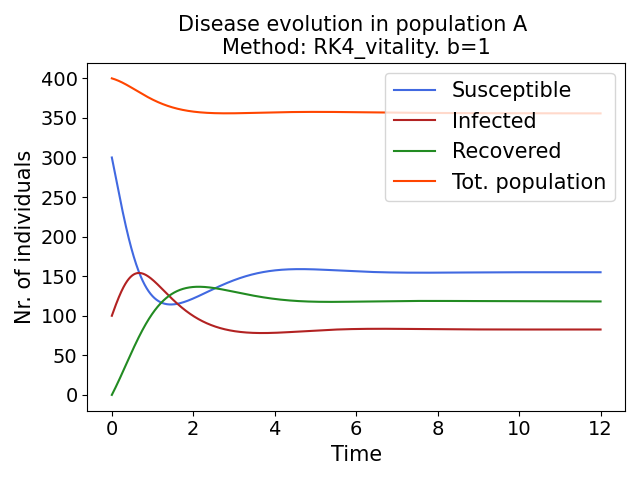 Disease evolution in population A
Method: RK4_vitality. b=1
Susceptible
Infected
Recovered
Tot. population
Nr. of individuals
400
350
300
250
200
150
100
50
0
0 2 4 6 8 10 12
Time